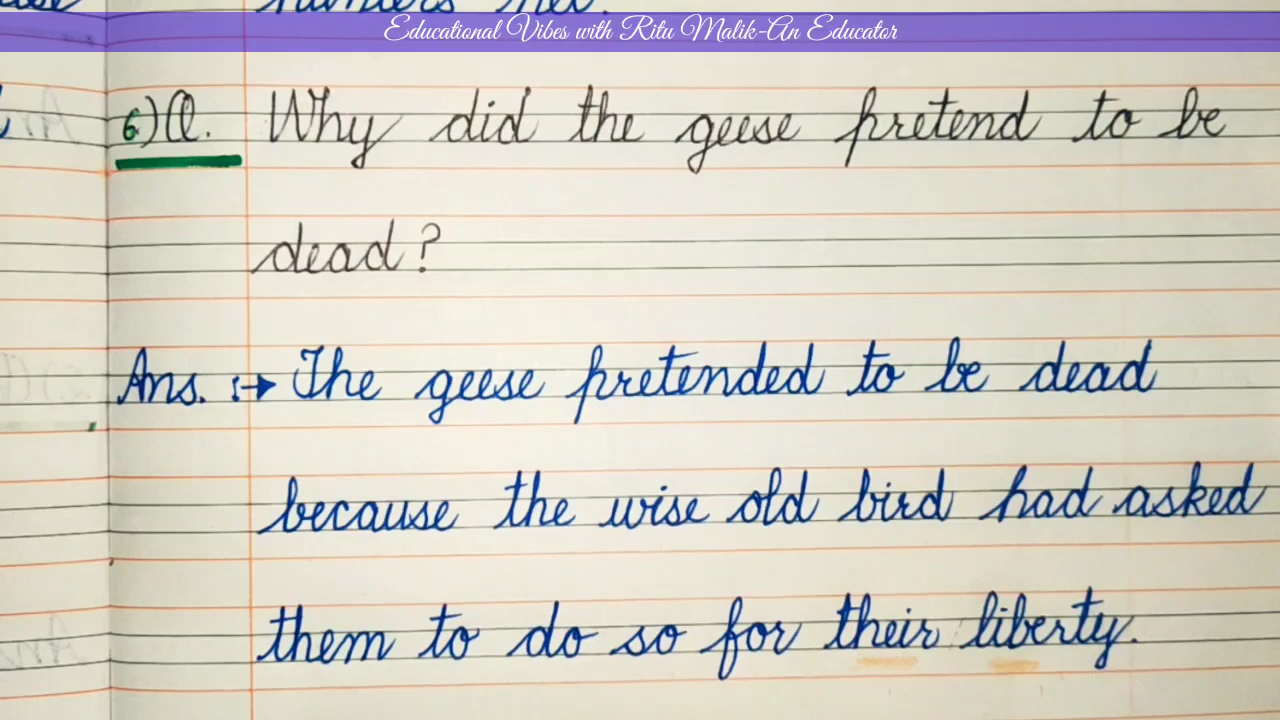 Educational Vibes with Ritu Malik-An Educator
6.)Q. Why did the geese pretend to be
dead?
Ans. :→ The geese pretended to be dead
because the wise old bird had asked
them to do so for their liberty.